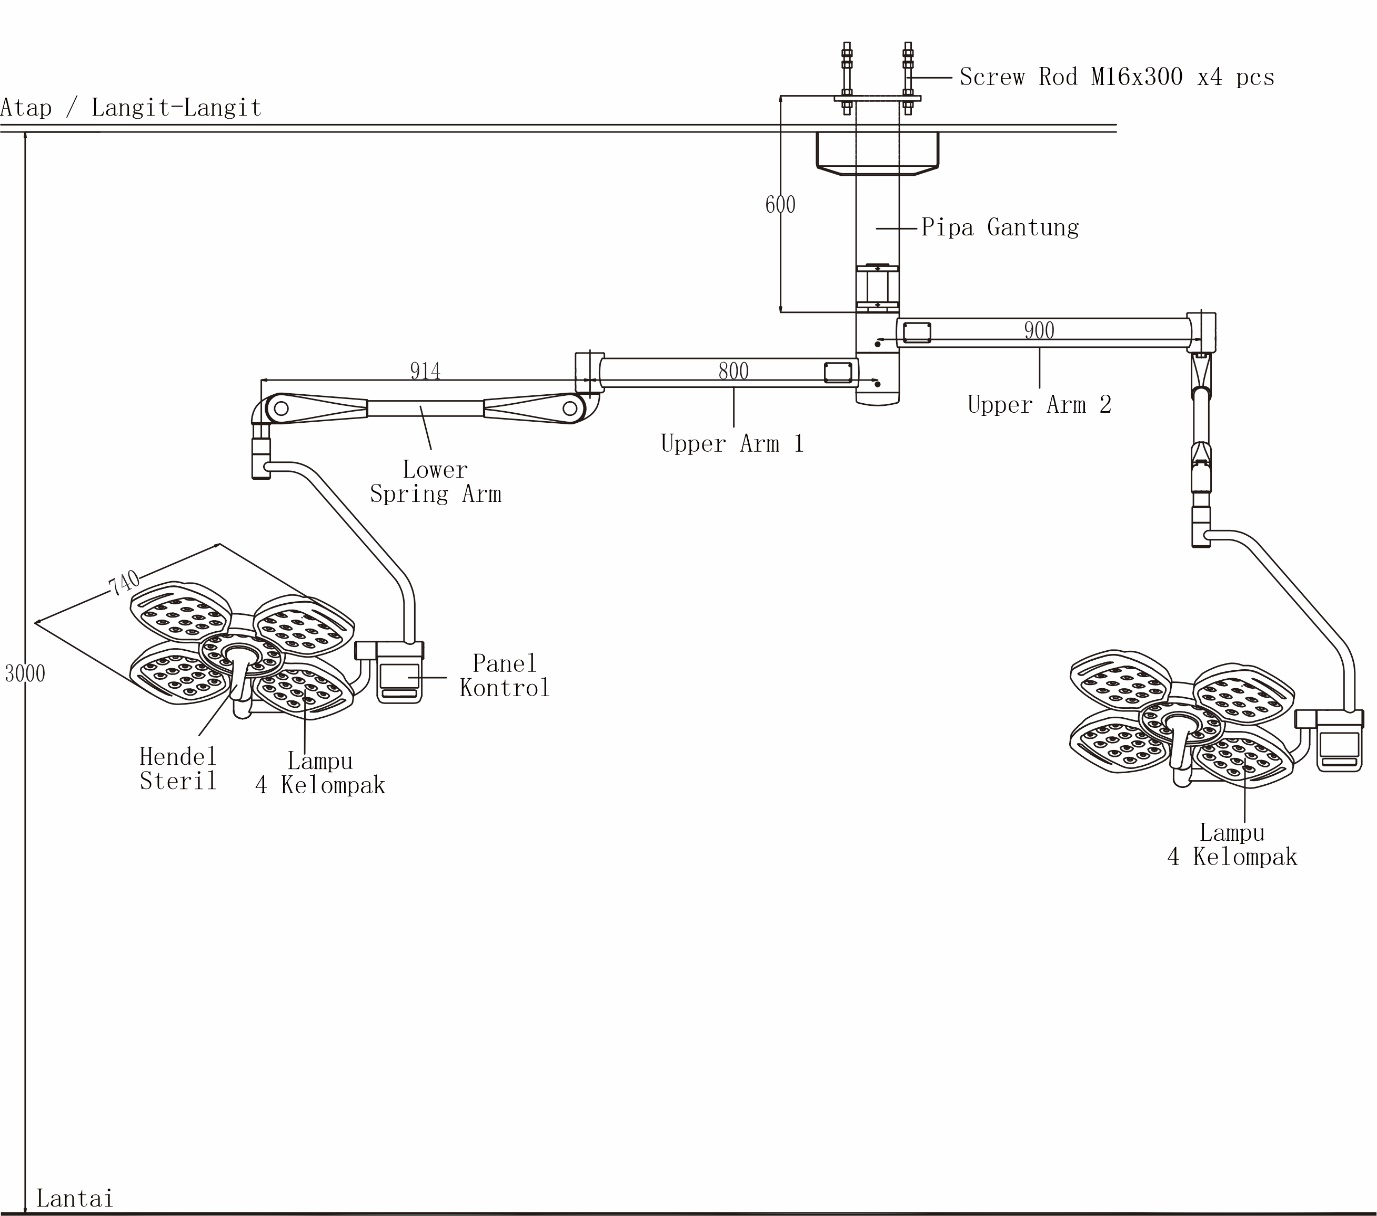 Screw Rod M16x300 x4 pcs
Atap / Langit-Langit
600
Pipa Gantung
900
914
800
Upper Arm 2
Upper Arm 1
Lower
Spring Arm
740
3000
Panel
Kontrol
Hendel
Steril
Lampu
4 Kelompak
Lampu
4 Kelompak
Lantai